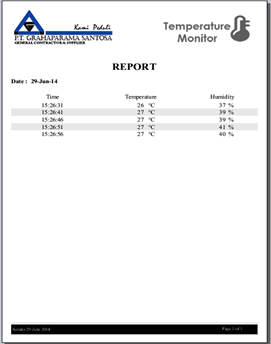 Kami Peduli
P.T. GRAHAPARAMA SANTOSA
GENERAL CONTRACTOR & SUPPLIER
Temperature
Monitor
REPORT
Date : 29-Jun-14
Time Temperature Humidity
15:26:31 26 °C 37 %
15:26:41 27 °C 39 %
15:26:46 27 °C 39 %
15:26:51 27 °C 41 %
15:26:56 27 °C 40 %
Sunday 29 June 2014 Page 1 of 1